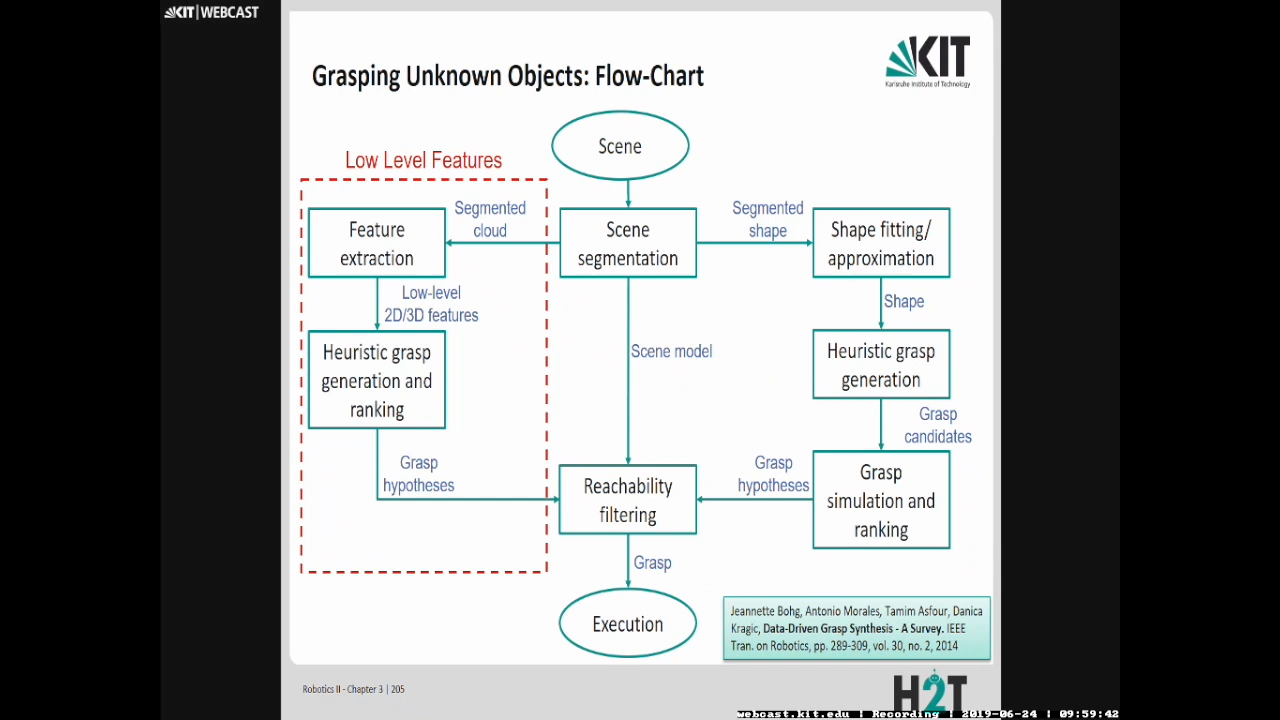 KIT | WEBCAST
Grasping Unknown Objects: Flow-Chart
KIT
Karlsruhe Institute of Technology
Scene
Low Level Features
Feature
extraction
Segmented
cloud
Scene
segmentation
Segmented
shape
Shape fitting/
approximation
Low-level
2D/3D features
Shape
Heuristic grasp
generation and
ranking
Scene model
Heuristic grasp
generation
Grasp
candidates
Grasp
hypotheses
Reachability
filtering
Grasp
hypotheses
Grasp
simulation and
ranking
Grasp
Execution
Jeannette Bohg, Antonio Morales, Tamim Asfour, Danica
Kragic, Data-Driven Grasp Synthesis - A Survey. IEEE
Tran. on Robotics, pp. 289-309, vol. 30, no. 2, 2014
Robotics II - Chapter 3 | 205
H2T
webcast.kit.edu | Recording | 2019-06-24 | 09:59:42